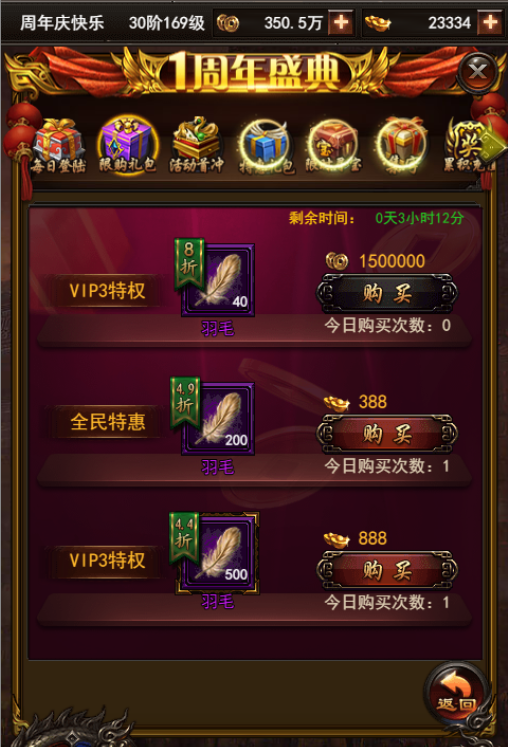 周年庆快乐 30阶169级 350.5万 + 23334 +
1周年盛典
每日登陆 限购礼包 活动首冲
剩余时间： 0天3小时12分
8折
VIP3特权
40
羽毛
1500000
购买
今日购买次数：0
4.9折
全民特惠
200
羽毛
388
购买
今日购买次数：1
4.4折
VIP3特权
500
羽毛
888
购买
今日购买次数：1
返回